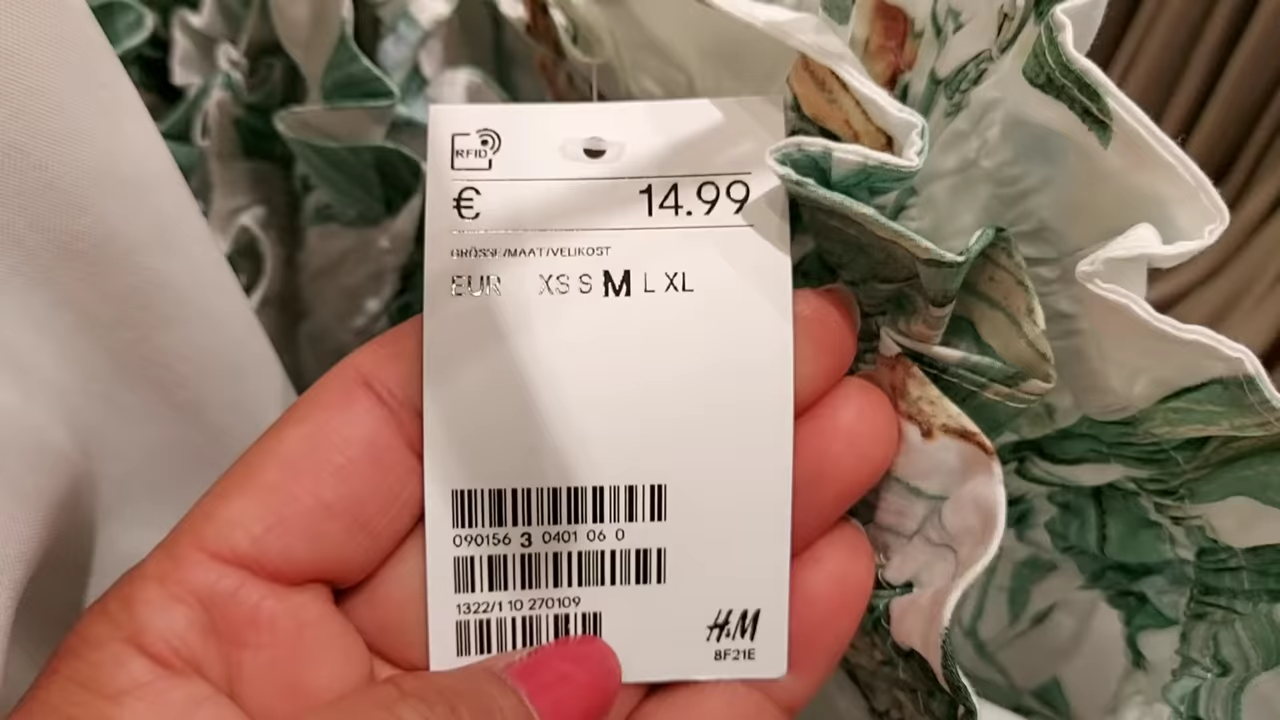 RFID
€ 14.99
GRÖSSE/MAAT/VELIKOST
EUR XS S M L XL
090156 3 0401 06 0
1322/1 10 270109
H&M
8F21E